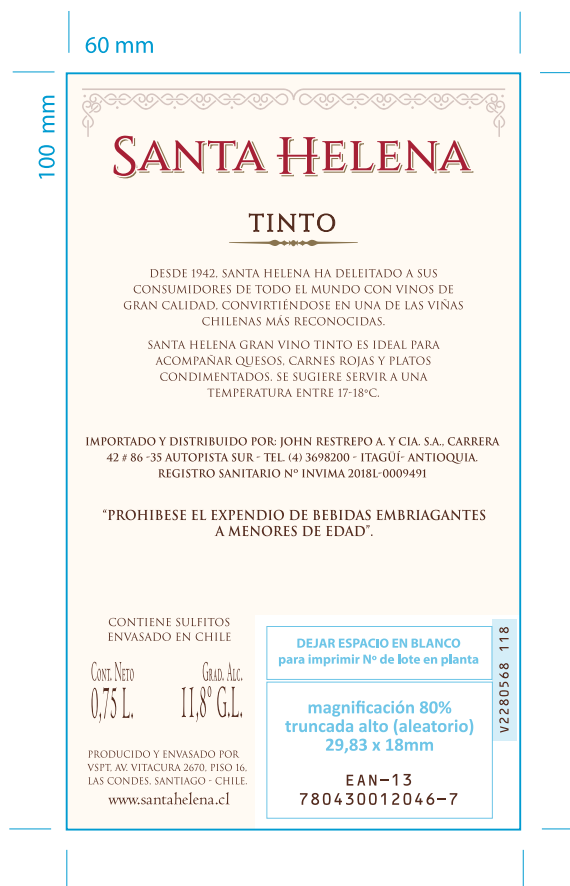 60 mm
100 mm
SANTA HELENA
TINTO
DESDE 1942, SANTA HELENA HA DELEITADO A SUS
CONSUMIDORES DE TODO EL MUNDO CON VINOS DE
GRAN CALIDAD, CONVIRTIÉNDOSE EN UNA DE LAS VIÑAS
CHILENAS MÁS RECONOCIDAS.
SANTA HELENA GRAN VINO TINTO ES IDEAL PARA
ACOMPAÑAR QUESOS, CARNES ROJAS Y PLATOS
CONDIMENTADOS. SE SUGIERE SERVIR A UNA
TEMPERATURA ENTRE 17-18°C.
IMPORTADO Y DISTRIBUIDO POR: JOHN RESTREPO A. Y CIA. S.A., CARRERA
42 # 86 -35 AUTOPISTA SUR - TEL. (4) 3698200 - ITAGÜÍ- ANTIOQUIA.
REGISTRO SANITARIO Nº INVIMA 2018L-0009491
“PROHIBESE EL EXPENDIO DE BEBIDAS EMBRIAGANTES
A MENORES DE EDAD”.
CONTIENE SULFITOS
ENVASADO EN CHILE
CONT. NETO
0,75 L.
GRAD. ALC.
11,8° G.L.
PRODUCIDO Y ENVASADO POR
VSPT, AV. VITACURA 2670, PISO 16,
LAS CONDES, SANTIAGO - CHILE.
www.santahelena.cl
DEJAR ESPACIO EN BLANCO
para imprimir Nº de lote en planta
magnificación 80%
truncada alto (aleatorio)
29,83 x 18mm
EAN-13
780430012046-7
V2280568 118